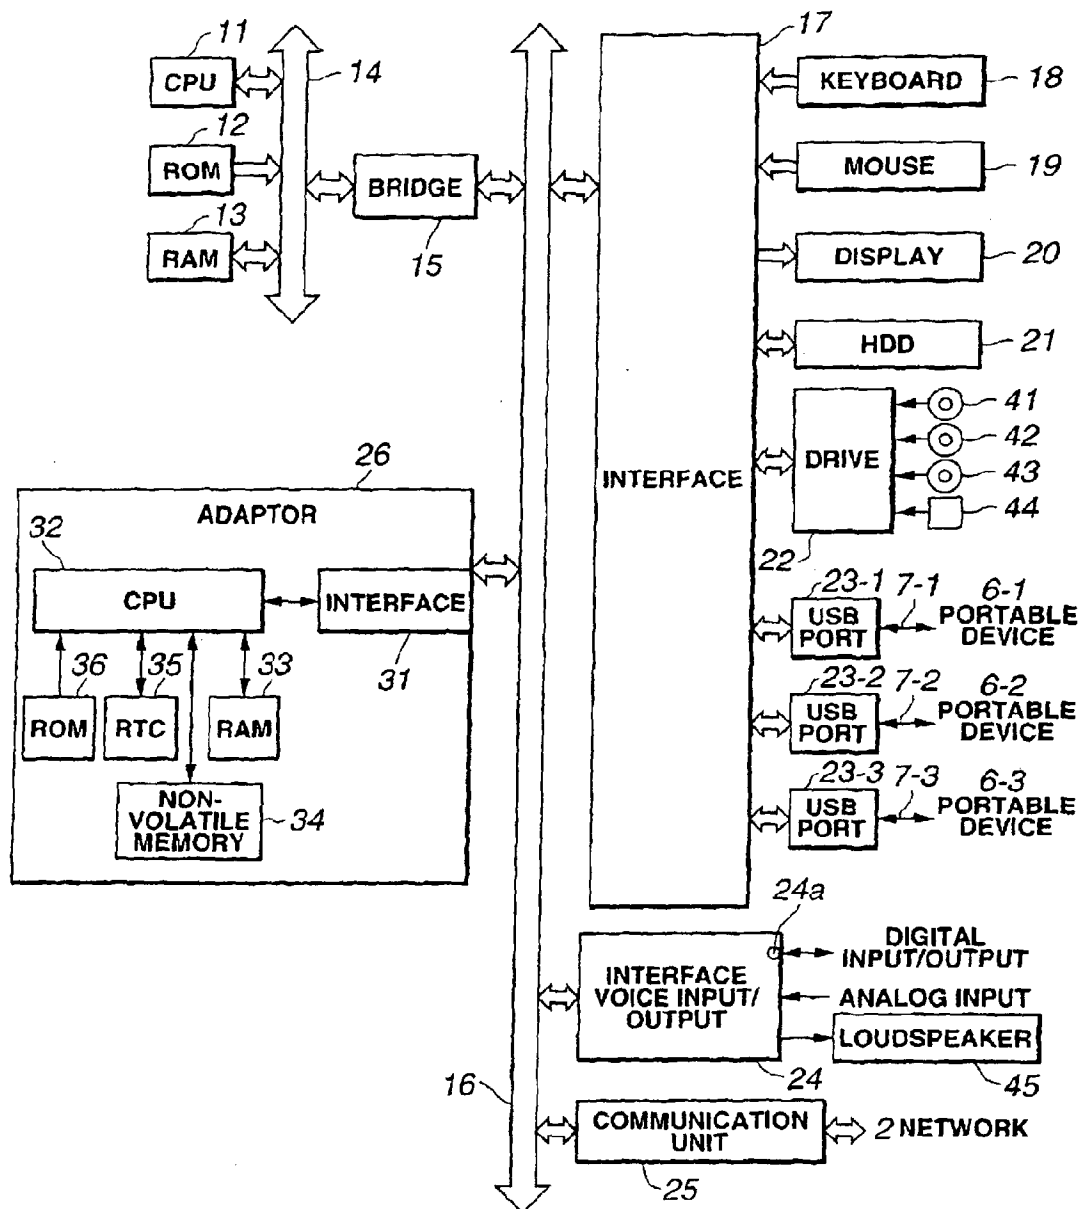 11
CPU
14
12
ROM
13
RAM
BRIDGE
15
17
INTERFACE
KEYBOARD
18
MOUSE
19
DISPLAY
20
HDD
21
DRIVE
22
41
42
43
44
23-1
USB
PORT
7-1
6-1
PORTABLE
DEVICE
23-2
USB
PORT
7-2
6-2
PORTABLE
DEVICE
23-3
USB
PORT
7-3
6-3
PORTABLE
DEVICE
26
ADAPTOR
32
CPU
INTERFACE
31
36
ROM
35
RTC
33
RAM
NON-
VOLATILE
MEMORY
34
24a
INTERFACE
VOICE INPUT/
OUTPUT
24
DIGITAL
INPUT/OUTPUT
ANALOG INPUT
LOUDSPEAKER
45
16
COMMUNICATION
UNIT
25
2 NETWORK